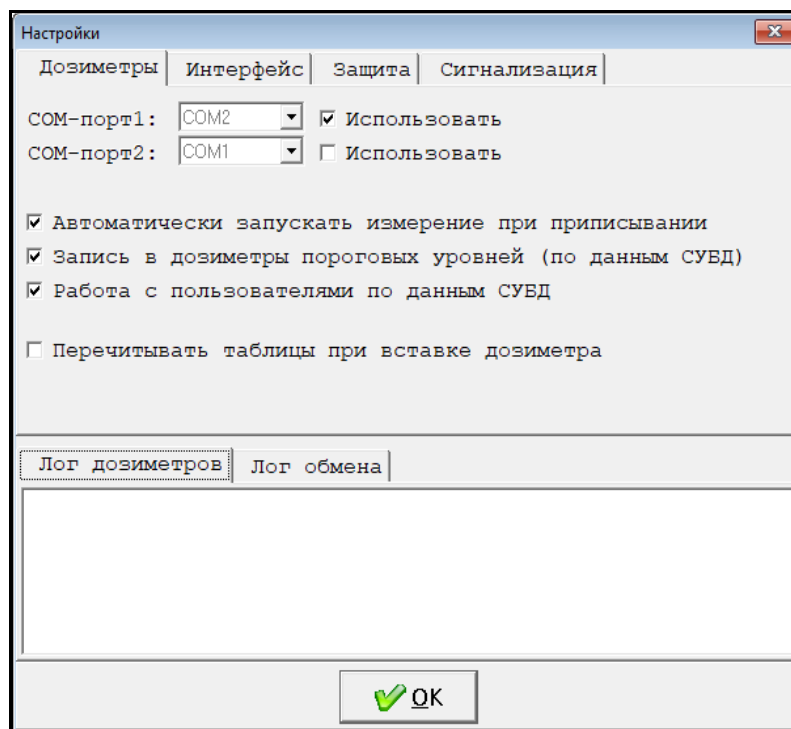 Настройки
Дозиметры Интерфейс Защита Сигнализация
COM-порт1: COM2 Использовать
COM-порт2: COM1 Использовать
Автоматически запускать измерение при приписывании
Запись в дозиметры пороговых уровней (по данным СУБД)
Работа с пользователями по данным СУБД
Перечитывать таблицы при вставке дозиметра
Лог дозиметров Лог обмена
OK